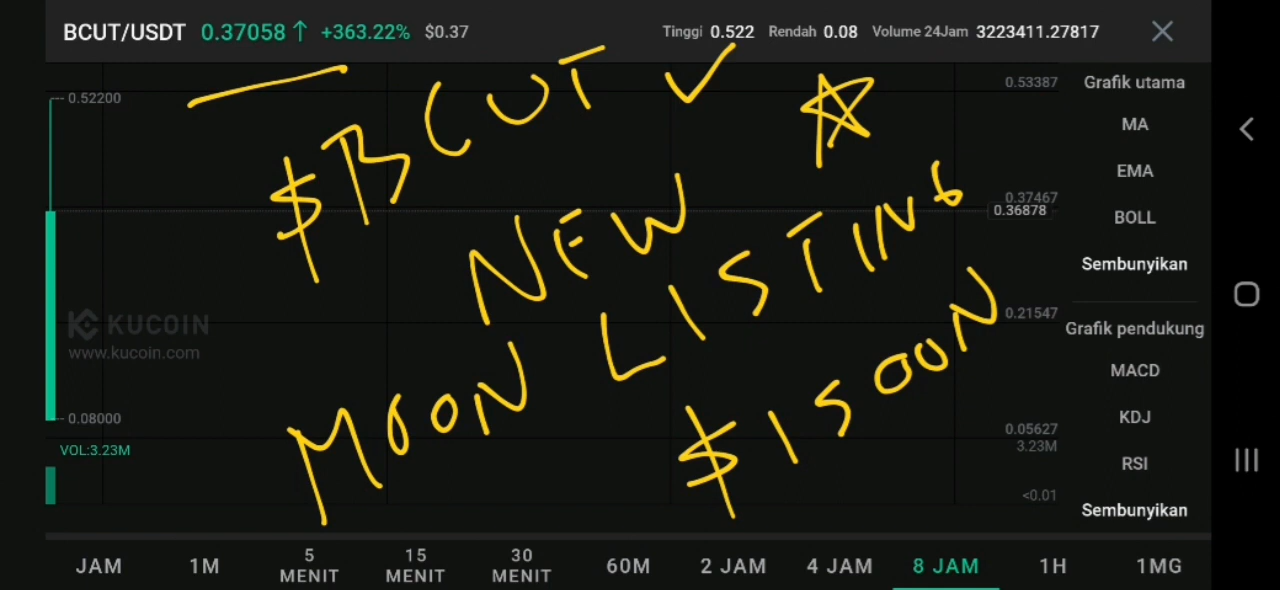 BCUT/USDT 0.37058↑ +363.22% $0.37 Tinggi 0.522 Rendah 0.08 Volume 24Jam 3223411.27817
0.52200
0.53387
Grafik utama
$BCUT ✓
MA
EMA
NEW
0.37467
0.36878
BOLL
LISTING
Sembunyikan
KUCOIN
www.kucoin.com
0.21547
Grafik pendukung
MOON
$1 SOON
MACD
0.08000
KDJ
0.05627
VOL:3.23M
3.23M
RSI
<0.01
Sembunyikan
JAM 1M 5 MENIT 15 MENIT 30 MENIT 60M 2 JAM 4 JAM 8 JAM 1H 1MG